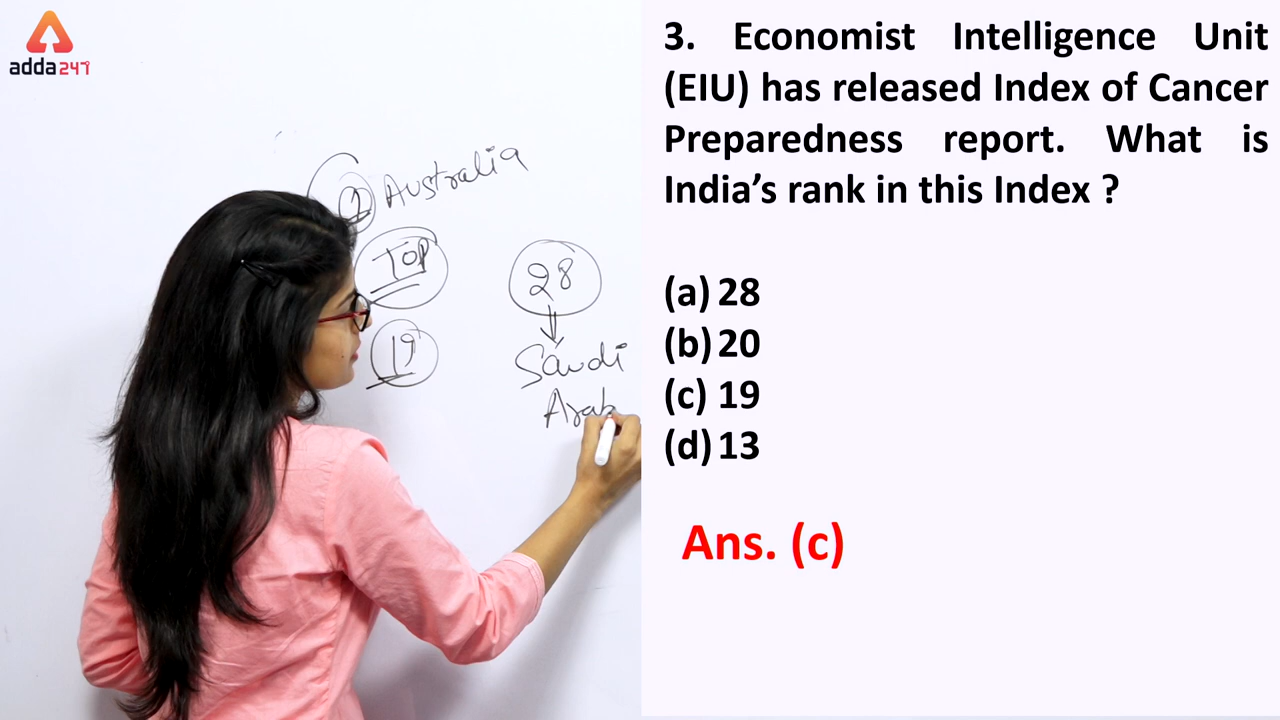 adda247
1 Australia
TOP
19
28
Saudi
Arab
3. Economist Intelligence Unit
(EIU) has released Index of Cancer
Preparedness report. What is
India’s rank in this Index ?
(a) 28
(b) 20
(c) 19
(d) 13
Ans. (c)